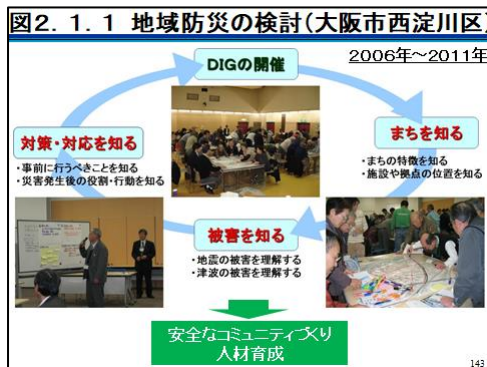 図2.1.1 地域防災の検討(大阪市西淀川区)
2006年~2011年
DIGの開催
対策・対応を知る
・事前に行うべきことを知る
・災害発生後の役割・行動を知る
まちを知る
・まちの特徴を知る
・施設や拠点の位置を知る
被害を知る
・地震の被害を理解する
・津波の被害を理解する
安全なコミュニティづくり
人材育成
143